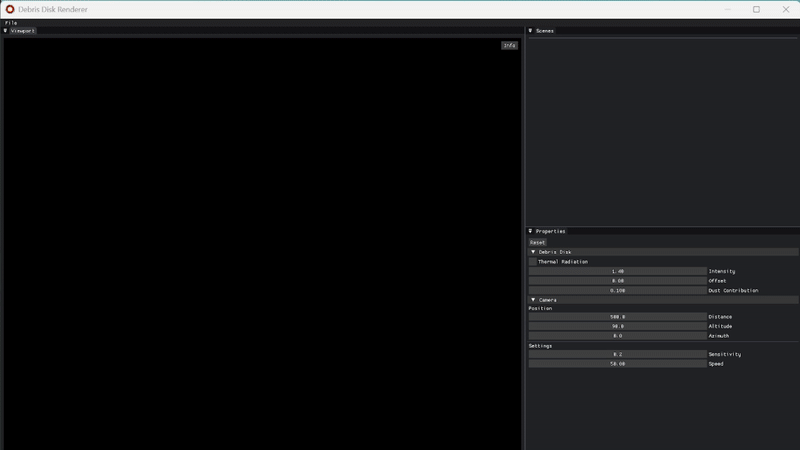 Debris Disk Renderer
File
Viewport
Info
Scenes
Properties
Reset
Debris Disk
Thermal Radiation
1.40 Intensity
0.00 Offset
0.100 Dust Contribution
Camera
Position
500.0 Distance
90.0 Altitude
0.0 Azimuth
Settings
0.2 Sensitivity
50.00 Speed